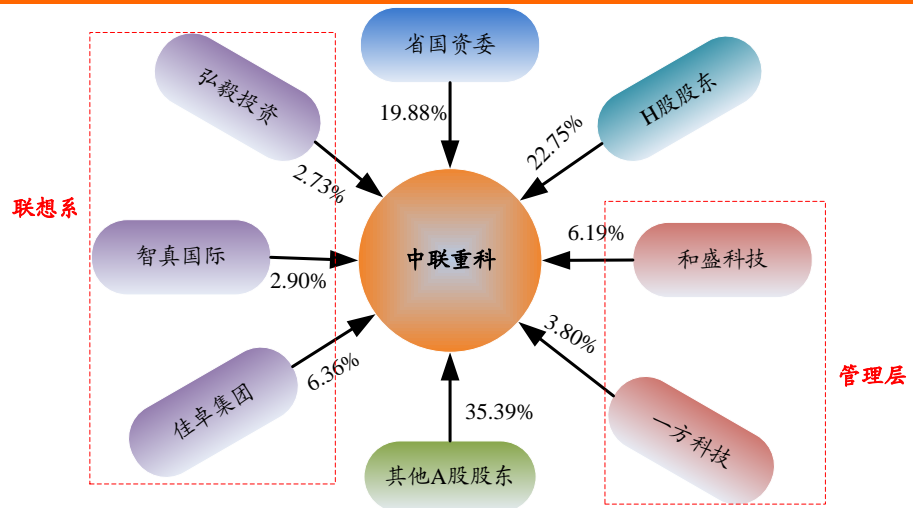 省国资委
弘毅投资
H股股东
19.88%
22.75%
2.73%
联想系
智真国际
2.90%
中联重科
6.19%
和盛科技
3.80%
6.36%
佳卓集团
管理层
35.39%
一方科技
其他A股股东